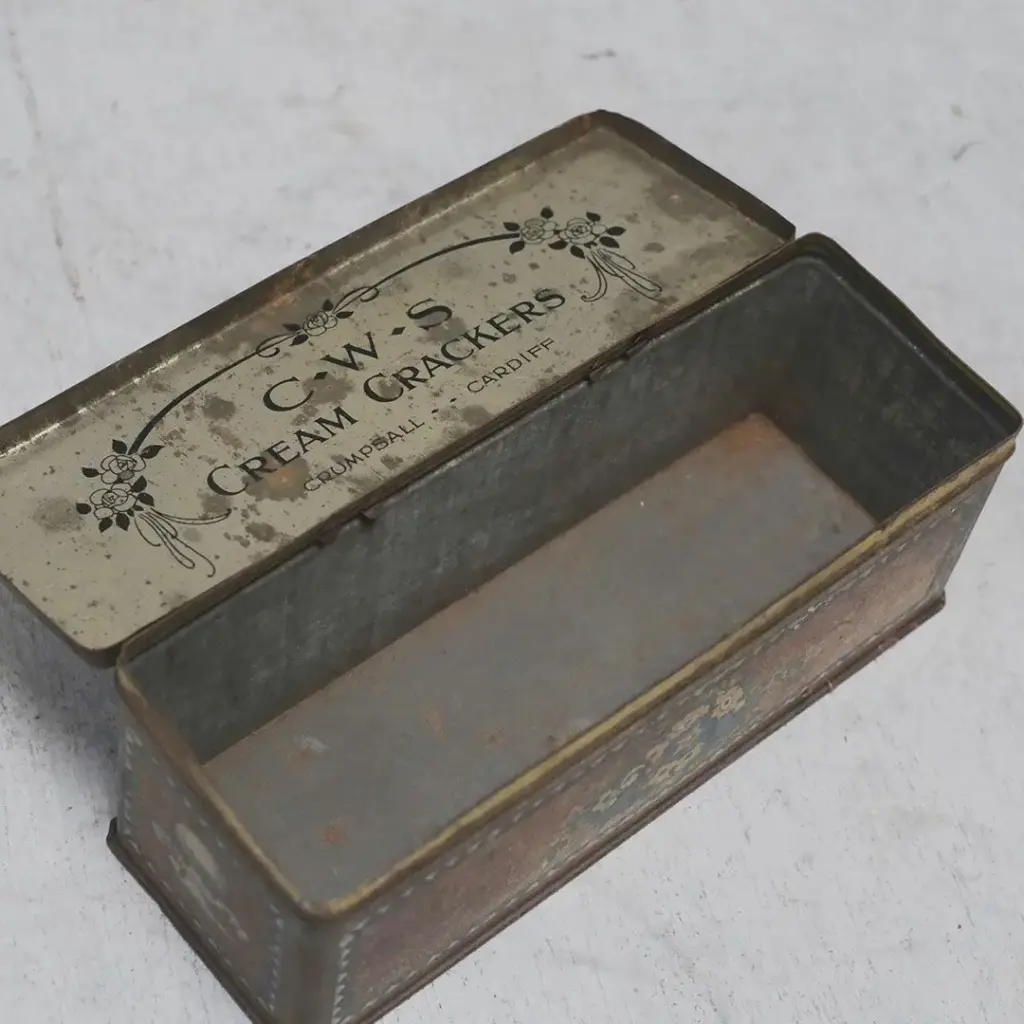 C · W · S
CREAM CRACKERS
CRUMPSALL - - CARDIFF